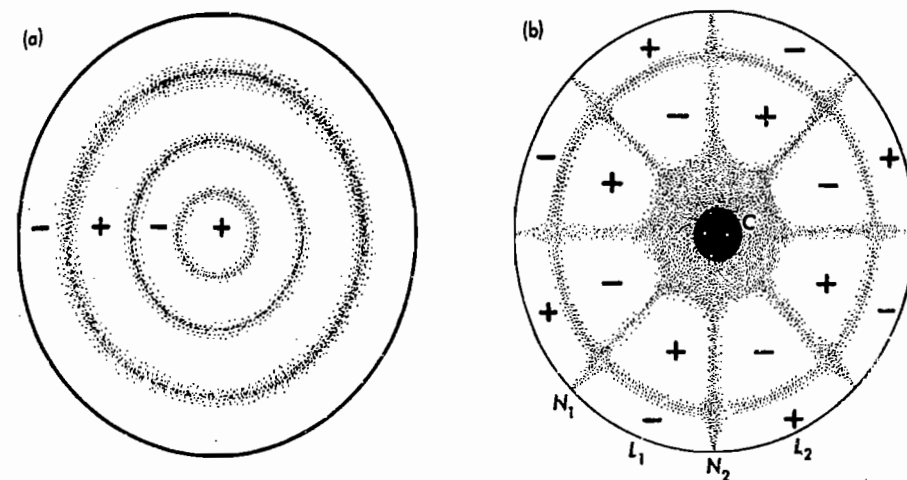 (a)
(b)
+ −
− +
− + − + + − +
C
− +
+ − + −
+ −
N₁
− +
L₁ L₂
N₂